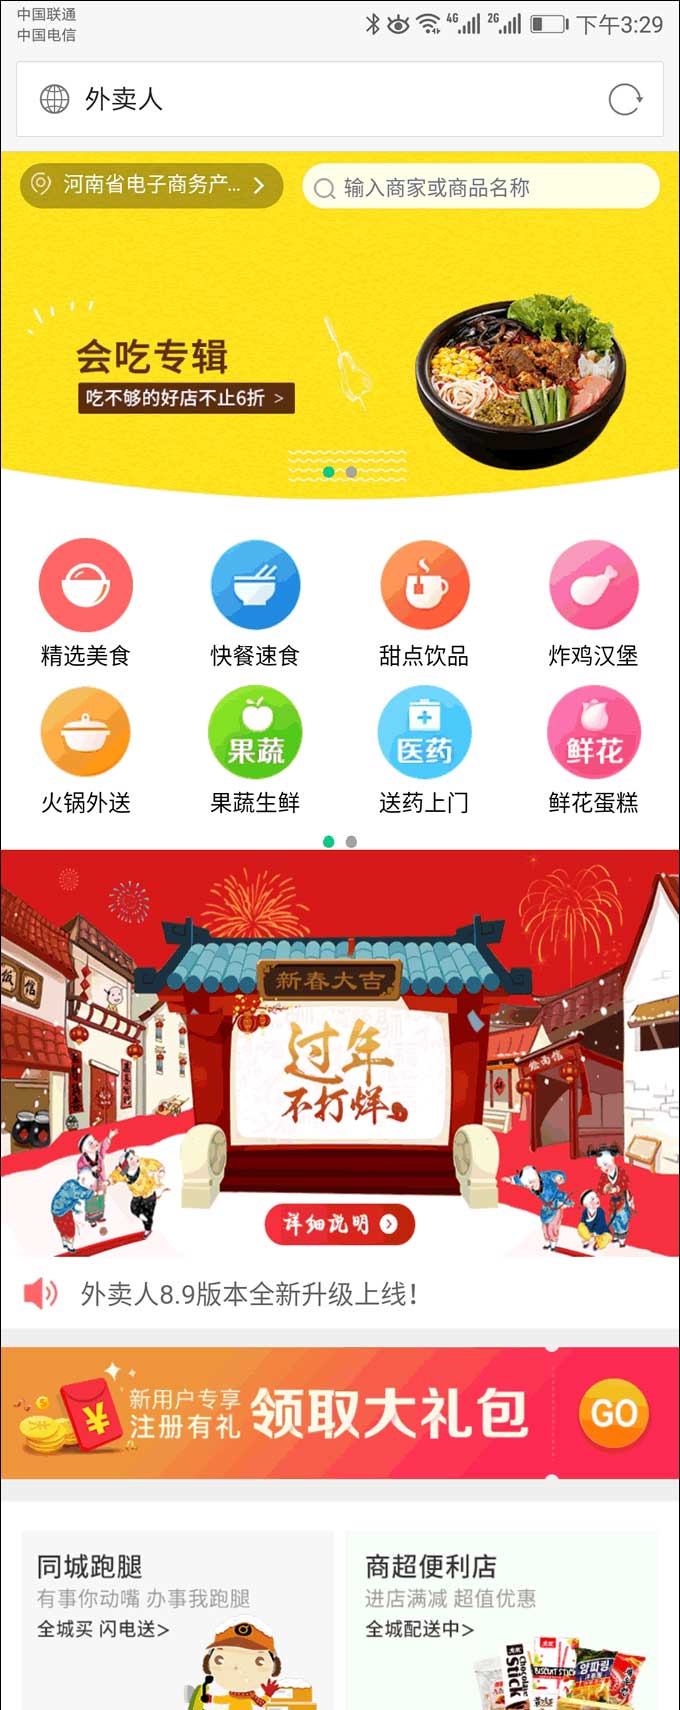 中国联通
中国电信
4G
2G
下午3:29
外卖人
河南省电子商务产...
输入商家或商品名称
会吃专辑
吃不够的好店不止6折 >
精选美食
快餐速食
甜点饮品
炸鸡汉堡
果蔬
医药
鲜花
火锅外送
果蔬生鲜
送药上门
鲜花蛋糕
新春大吉
过年
不打烊
详细说明
外卖人8.9版本全新升级上线！
¥
新用户专享
注册有礼
领取大礼包
GO
同城跑腿
有事你动嘴 办事我跑腿
全城买 闪电送>
商超便利店
进店满减 超值优惠
全城配送中>
Chocolate
Stick
BISCUIT STICK
양파링